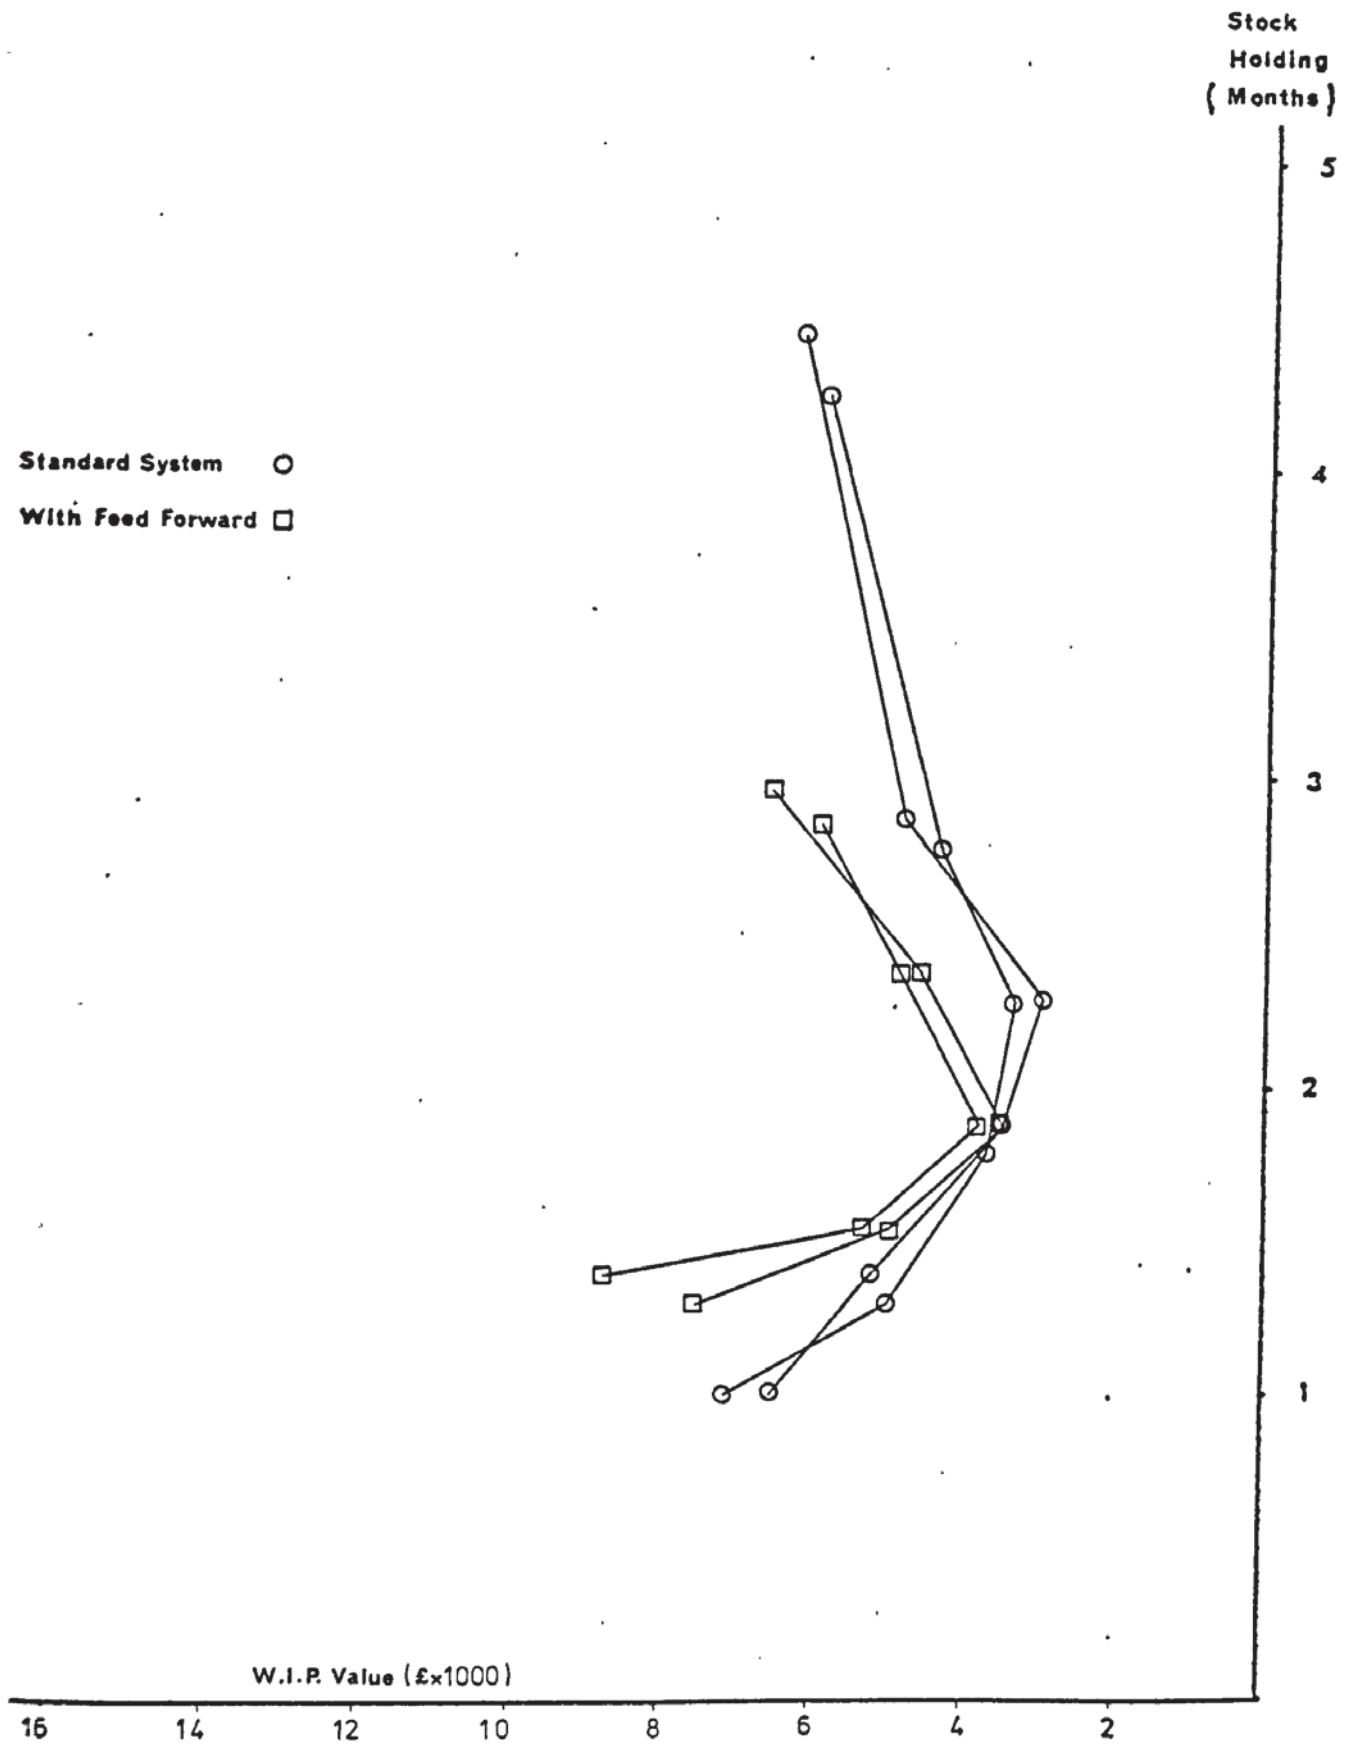 Stock
Holding
(Months)
5
Standard System
4
With Feed Forward
3
2
1
W.I.P. Value (£x1000)
16 14 12 10 8 6 4 2